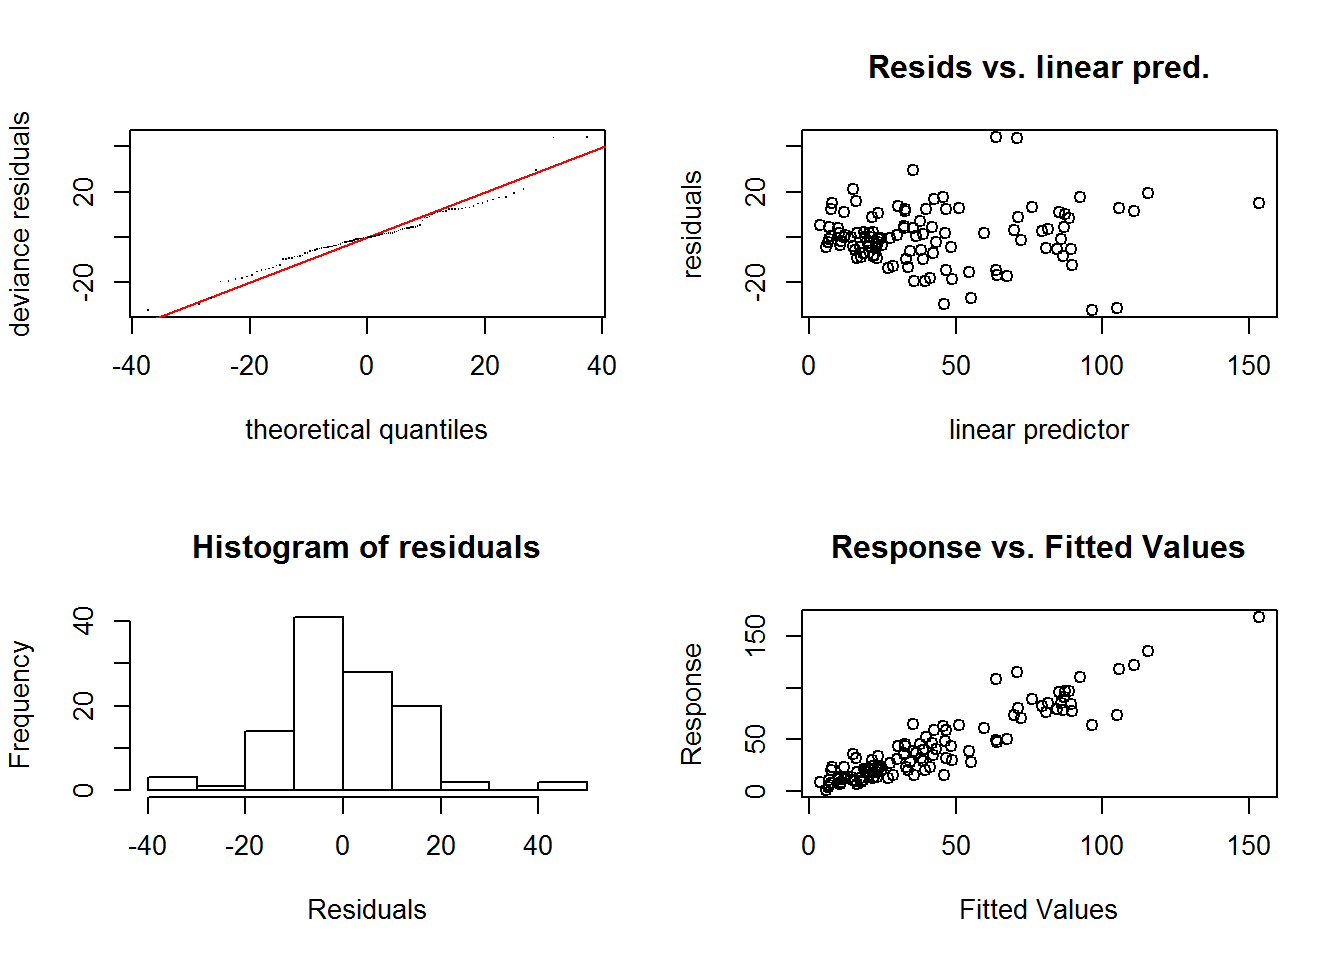 deviance residuals
20
-20
-40
-20
0
20
40
theoretical quantiles
Resids vs. linear pred.
residuals
20
-20
0
50
100
150
linear predictor
Histogram of residuals
Frequency
40
20
0
-40
-20
0
20
40
Residuals
Response vs. Fitted Values
Response
150
50
0
0
50
100
150
Fitted Values